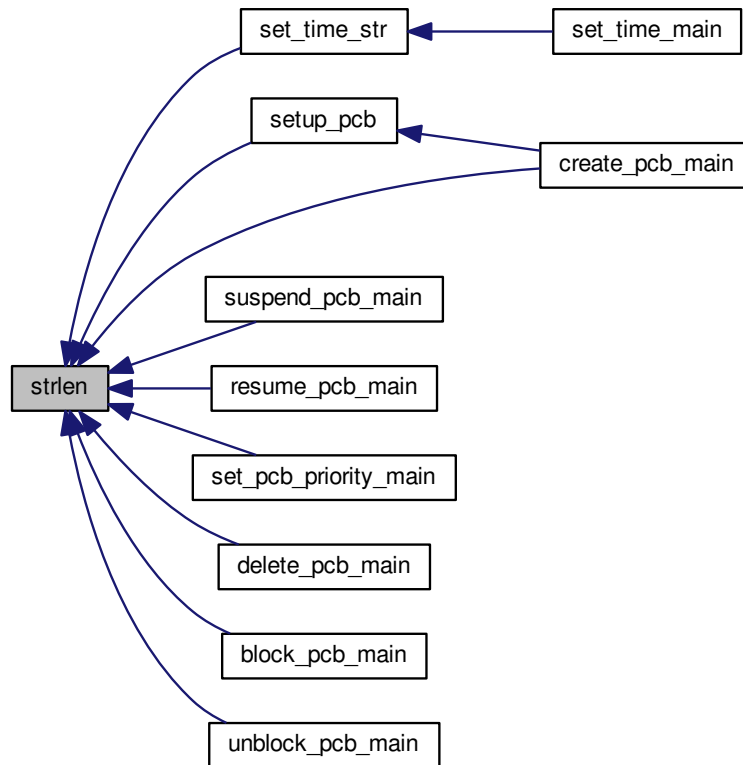 set_time_str
set_time_main
setup_pcb
create_pcb_main
suspend_pcb_main
strlen
resume_pcb_main
set_pcb_priority_main
delete_pcb_main
block_pcb_main
unblock_pcb_main